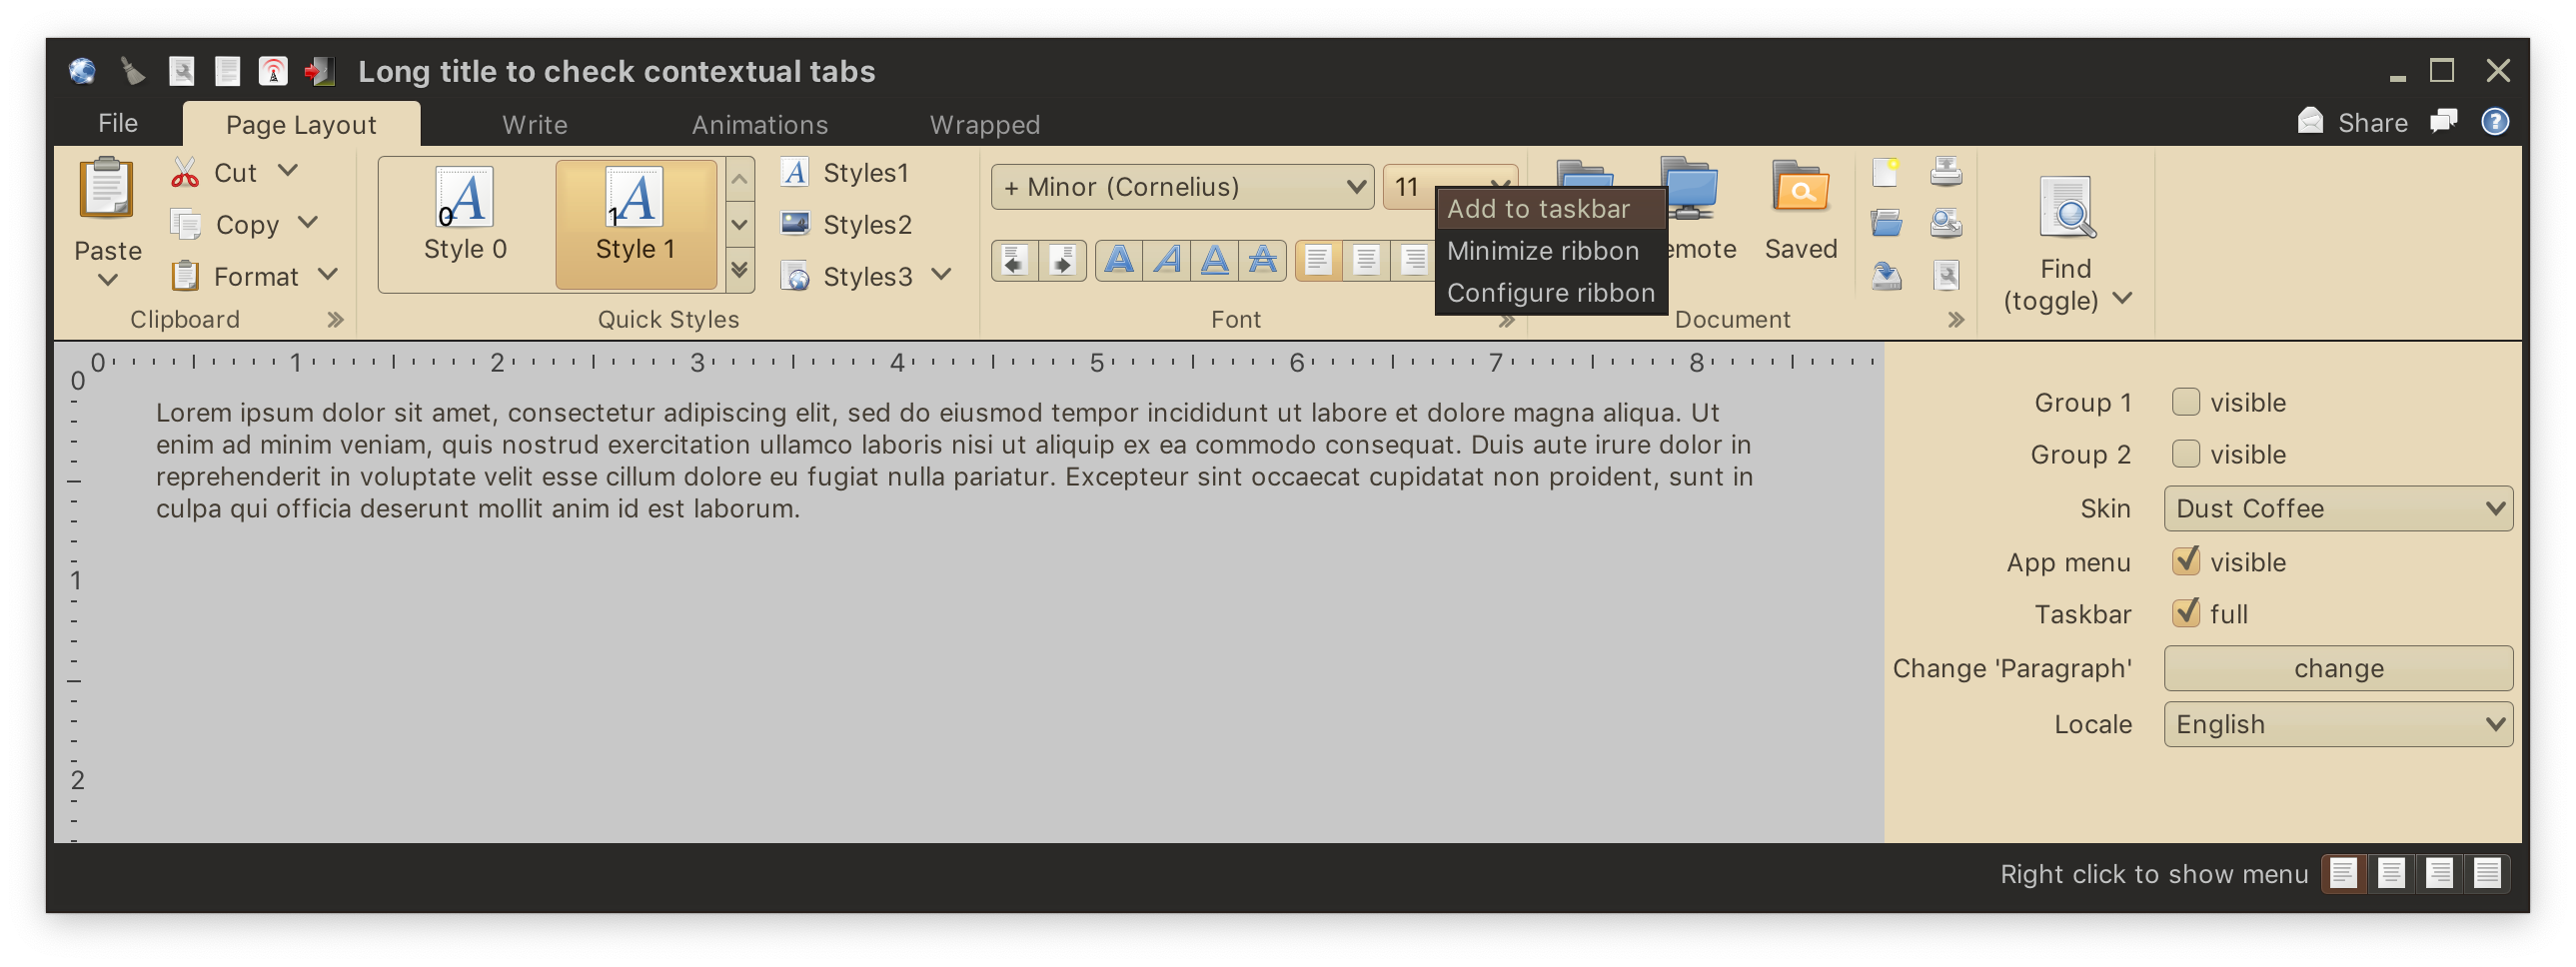 Long title to check contextual tabs
File
Page Layout
Write
Animations
Wrapped
Share
Paste
Cut
Copy
Format
Clipboard
0
Style 0
1
Style 1
Styles1
Styles2
Styles3
Quick Styles
+ Minor (Cornelius)
11
A A A A
Font
Add to taskbar
Minimize ribbon
Configure ribbon
emote
Saved
Document
Find
(toggle)
0 1 2 3 4 5 6 7 8
0
1
2
Lorem ipsum dolor sit amet, consectetur adipiscing elit, sed do eiusmod tempor incididunt ut labore et dolore magna aliqua. Ut
enim ad minim veniam, quis nostrud exercitation ullamco laboris nisi ut aliquip ex ea commodo consequat. Duis aute irure dolor in
reprehenderit in voluptate velit esse cillum dolore eu fugiat nulla pariatur. Excepteur sint occaecat cupidatat non proident, sunt in
culpa qui officia deserunt mollit anim id est laborum.
Group 1 visible
Group 2 visible
Skin Dust Coffee
App menu visible
Taskbar full
Change 'Paragraph' change
Locale English
Right click to show menu